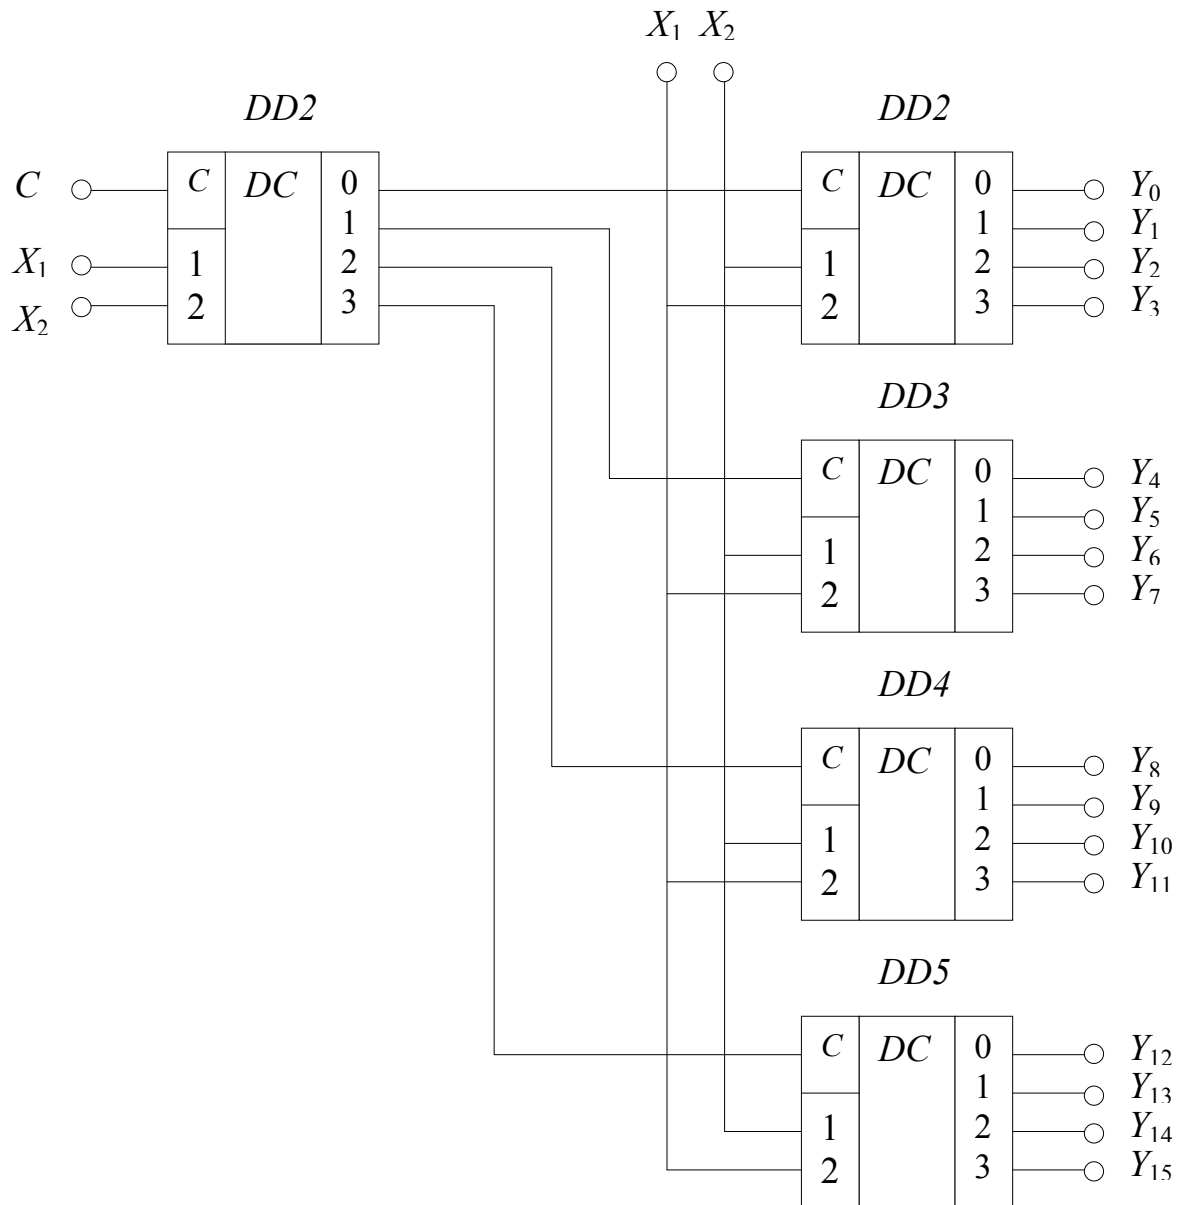 X₁ X₂
DD2 DD2
C C DC 0 C DC 0 Y₀
1 1 Y₁
X₁ 1 2 1 2 Y₂
X₂ 2 3 2 3 Y₃
DD3
C DC 0 Y₄
1 Y₅
1 2 Y₆
2 3 Y₇
DD4
C DC 0 Y₈
1 Y₉
1 2 Y₁₀
2 3 Y₁₁
DD5
C DC 0 Y₁₂
1 Y₁₃
1 2 Y₁₄
2 3 Y₁₅